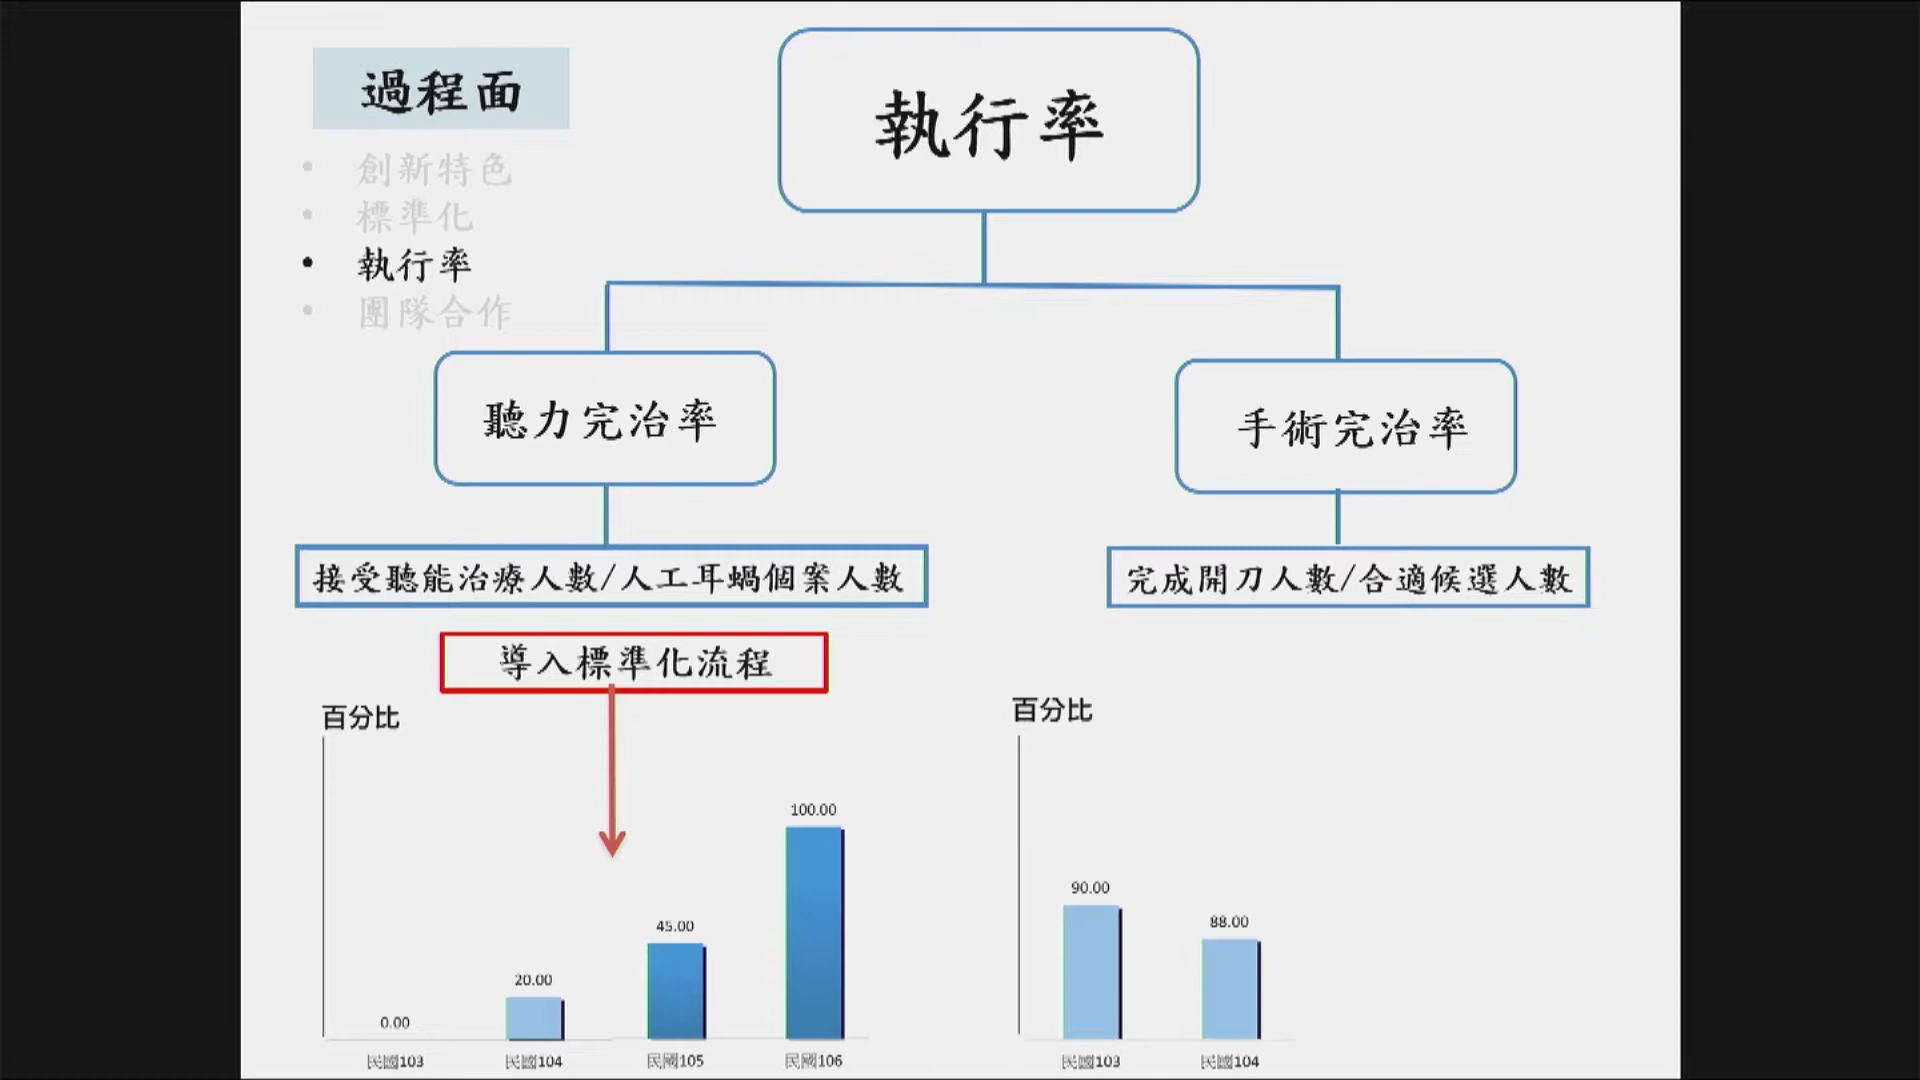 過程面
• 創新特色
• 標準化
• 執行率
• 團隊合作
執行率
聽力完治率
手術完治率
接受聽能治療人數/人工耳蝸個案人數
完成開刀人數/合適候選人數
導入標準化流程
百分比
100.00
45.00
20.00
0.00
民國103
民國104
民國105
民國106
百分比
90.00
88.00
民國103
民國104